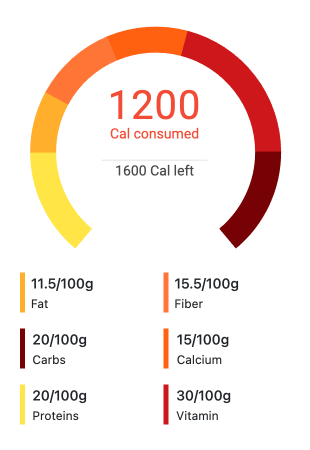 1200
Cal consumed
1600 Cal left
11.5/100g
Fat
15.5/100g
Fiber
20/100g
Carbs
15/100g
Calcium
20/100g
Proteins
30/100g
Vitamin